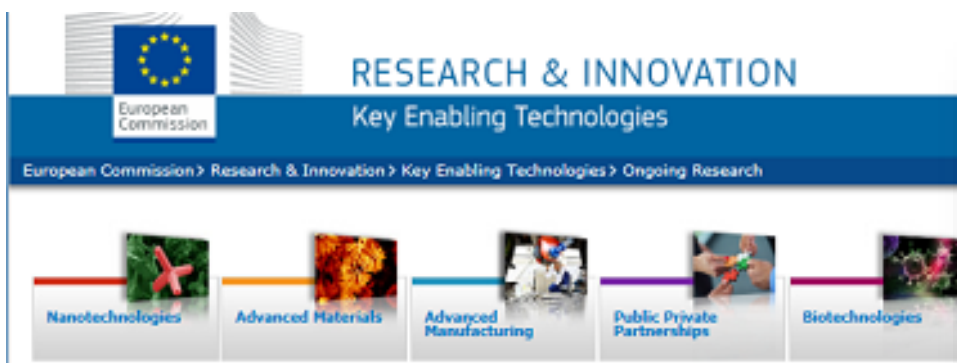 RESEARCH & INNOVATION
European
Commission
Key Enabling Technologies
European Commission > Research & Innovation > Key Enabling Technologies > Ongoing Research
Nanotechnologies
Advanced Materials
Advanced
Manufacturing
Public Private
Partnerships
Biotechnologies